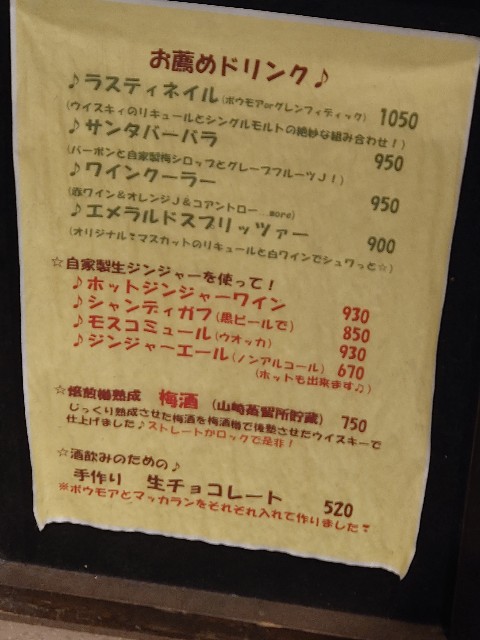 お薦めドリンク♪
♪ラスティネイル(ボウモアorグレンフィディック) 1050
(ウイスキィのリキュールとシングルモルトの絶妙な組み合わせ!)
♪サンタバーバラ 950
(バーボンと自家製梅シロップとグレープフルーツJ!)
♪ワインクーラー 950
(赤ワイン&オレンジJ&コアントロー...more)
♪エメラルドスプリッツァー 900
(オリジナル!マスカットのリキュールと白ワインでシュワっと☆)
☆自家製生ジンジャーを使って!
♪ホットジンジャーワイン 930
♪シャンディガフ(黒ビールで) 850
♪モスコミュール(ウオッカ) 930
♪ジンジャーエール(ノンアルコール) 670
(ホットも出来ます♫)
☆焙煎樽熟成 梅酒 (山崎蒸留所貯蔵) 750
じっくり熟成させた梅酒を梅酒樽で後熟させたウイスキーで
仕上げました♪ストレートかロックで是非!
☆酒飲みのための♪
手作り 生チョコレート 520
※ボウモアとマッカランをそれぞれ入れて作りました!